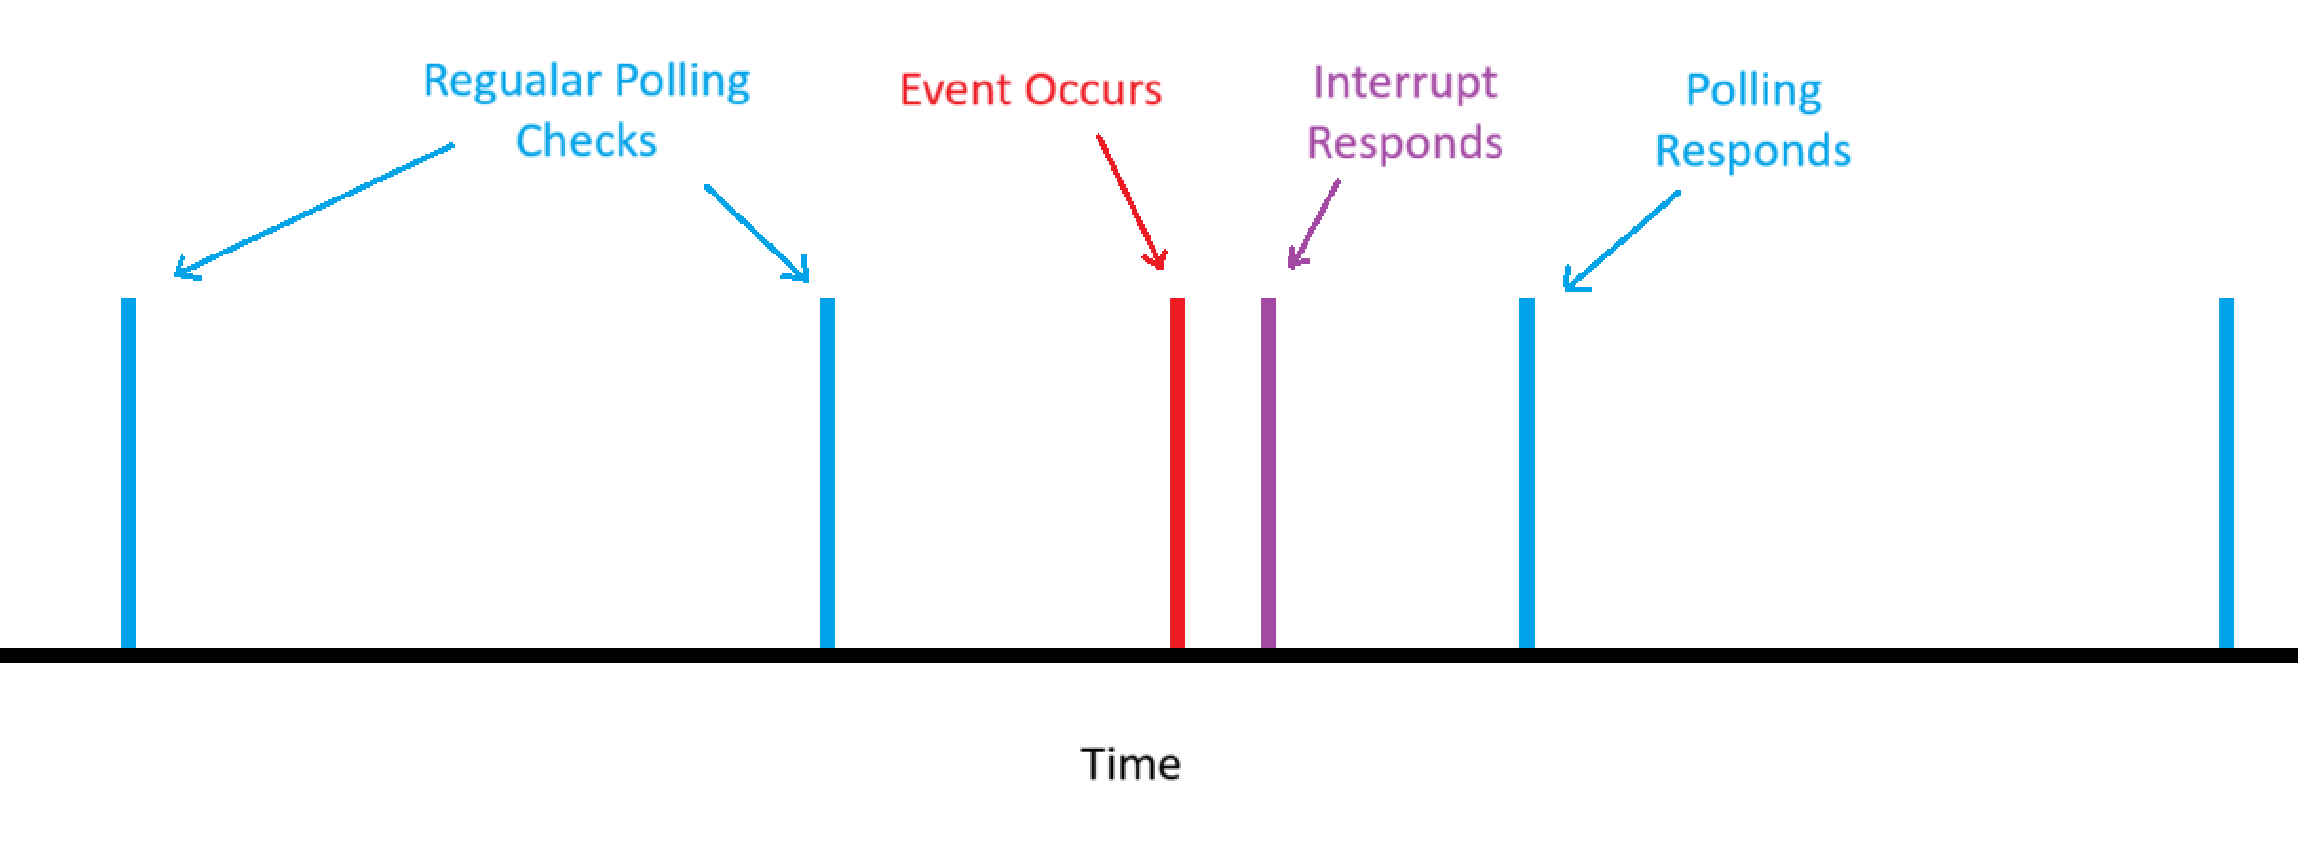 Regualar Polling
Checks
Event Occurs
Interrupt
Responds
Polling
Responds
Time